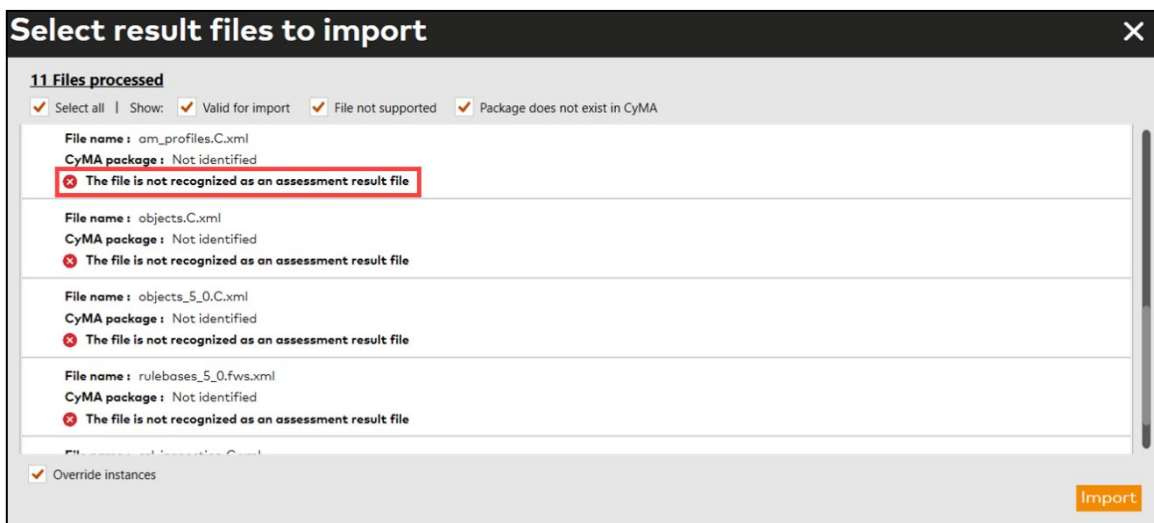 Select result files to import
11 Files processed
Select all | Show: Valid for import File not supported Package does not exist in CyMA
File name : am_profiles.C.xml
CyMA package : Not identified
The file is not recognized as an assessment result file
File name : objects.C.xml
CyMA package : Not identified
The file is not recognized as an assessment result file
File name : objects_5_0.C.xml
CyMA package : Not identified
The file is not recognized as an assessment result file
File name : rulebases_5_0.fws.xml
CyMA package : Not identified
The file is not recognized as an assessment result file
Override instances
Import